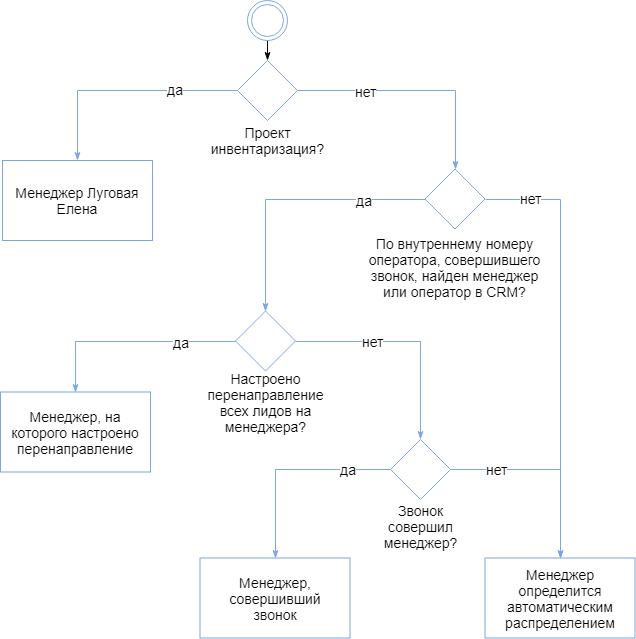 да
нет
Проект
инвентаризация?
Менеджер Луговая
Елена
да
нет
По внутреннему номеру
оператора, совершившего
звонок, найден менеджер
или оператор в CRM?
да
нет
Настроено
перенаправление
всех лидов на
менеджера?
Менеджер, на
которого настроено
перенаправление
да
нет
Звонок
совершил
менеджер?
Менеджер,
совершивший
звонок
Менеджер
определится
автоматическим
распределением